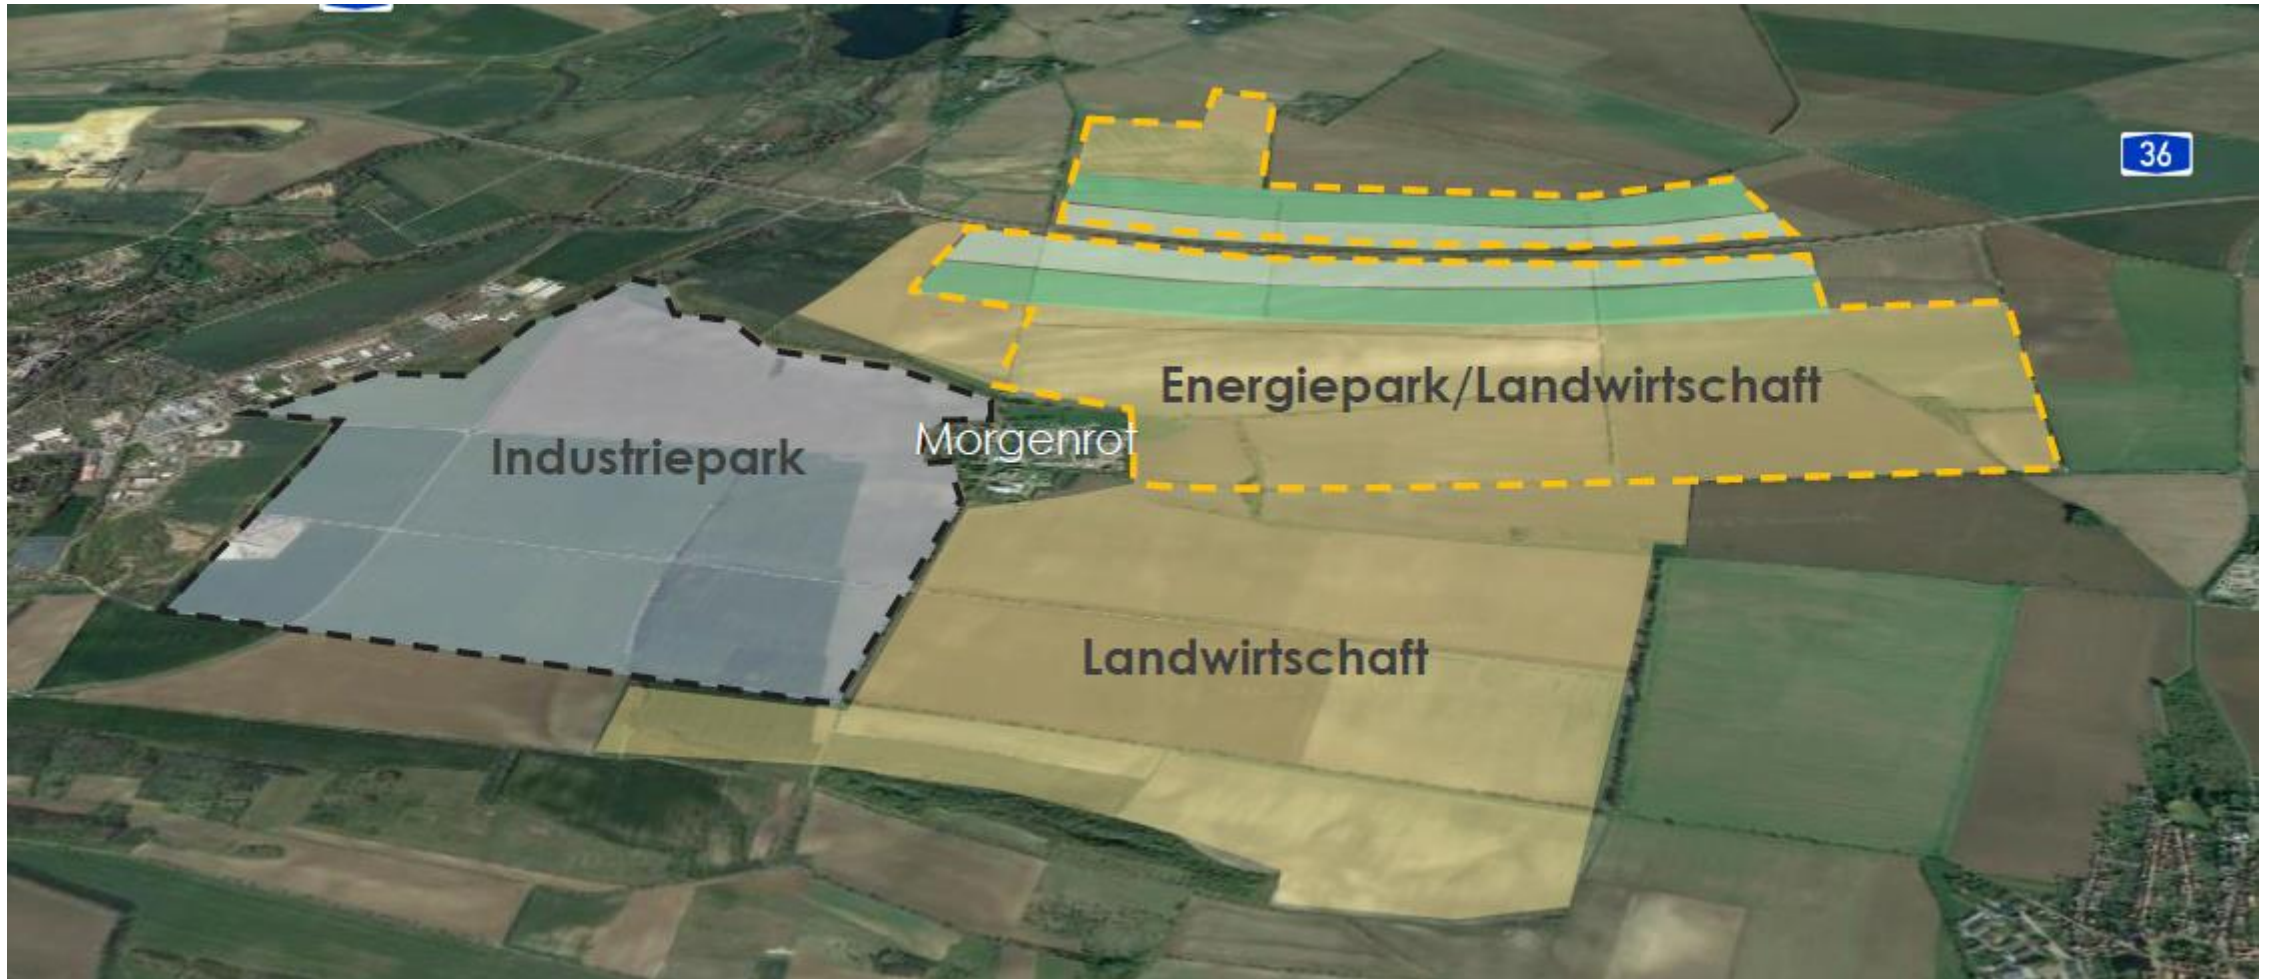 36
Energiepark/Landwirtschaft
Morgenrot
Industriepark
Landwirtschaft